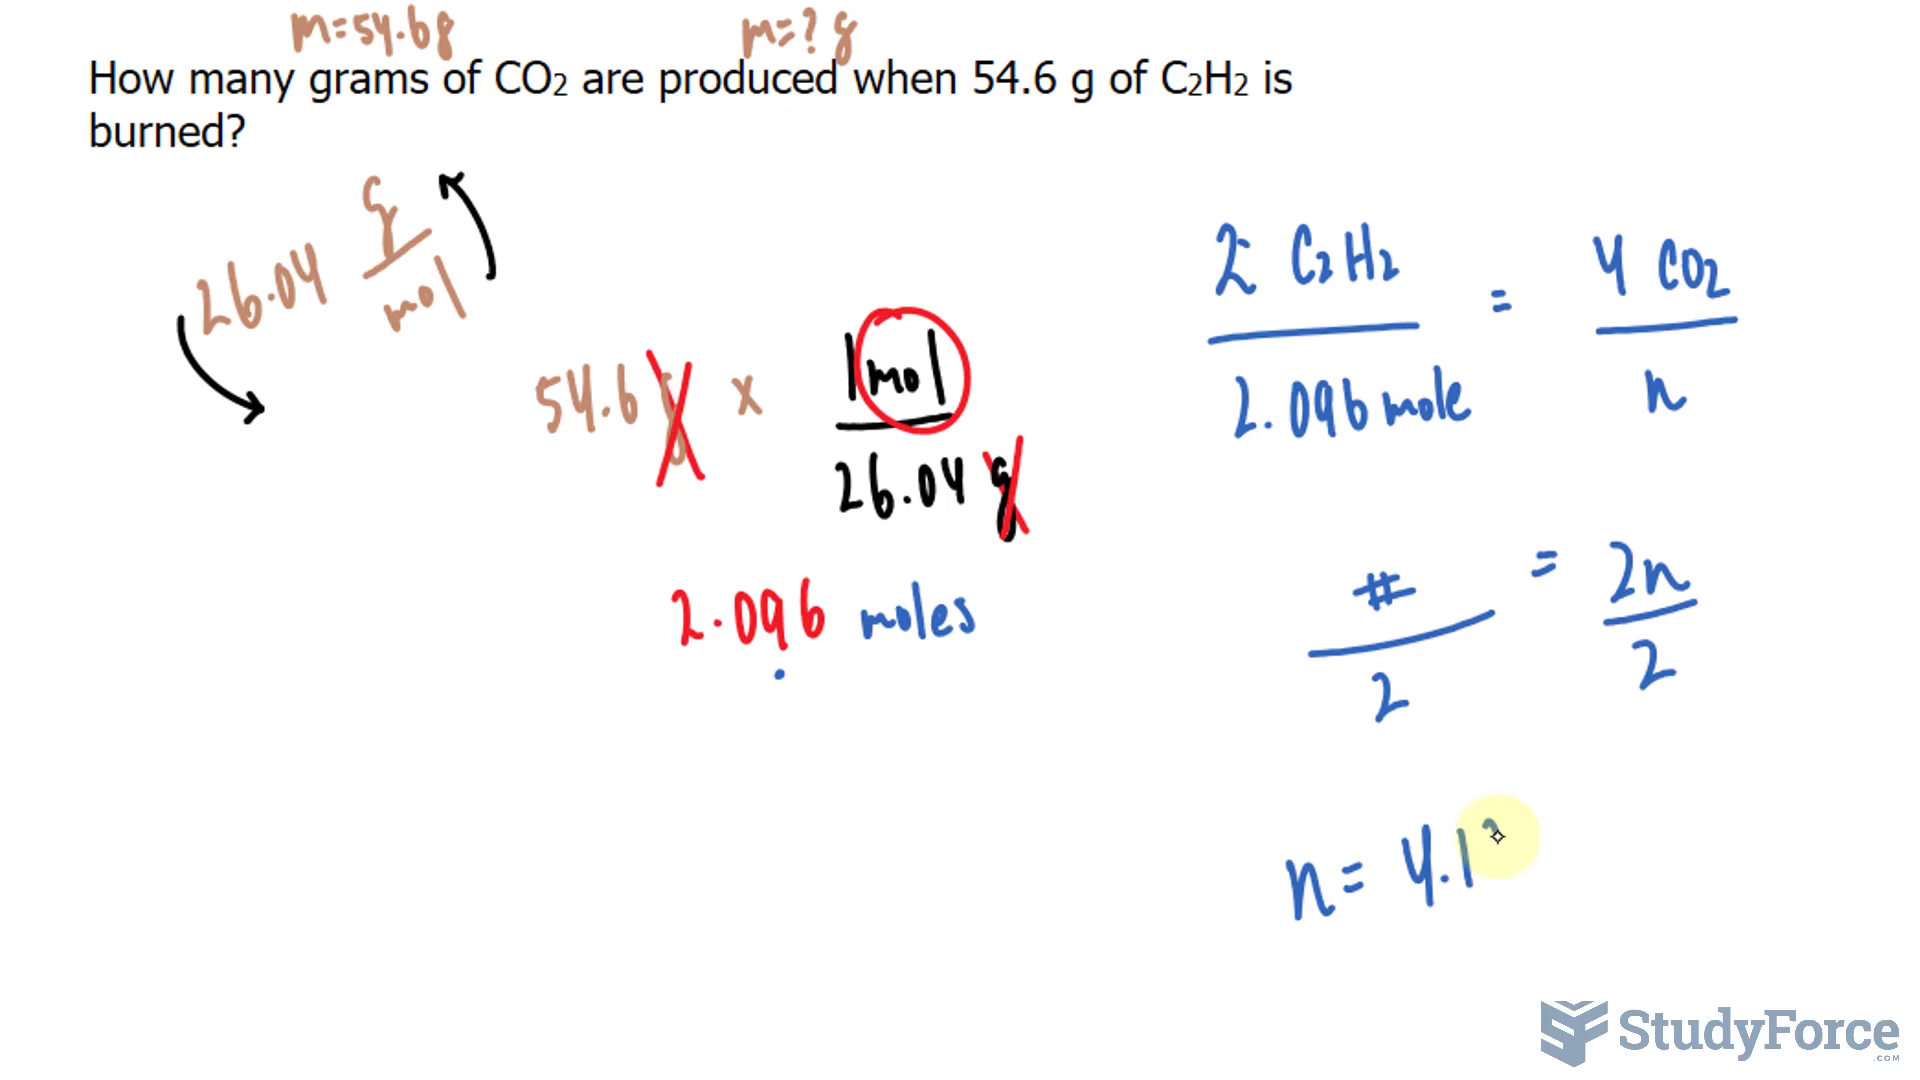 m=54.6g m=? g
How many grams of CO2 are produced when 54.6 g of C2H2 is
burned?
26.04 g/mol
54.6 g x 1mol/26.04 g
2.096 moles
2 C2H2/2.096 mole = 4 CO2/n
#/2 = 2n/2
n= 4.1
StudyForce
.COM